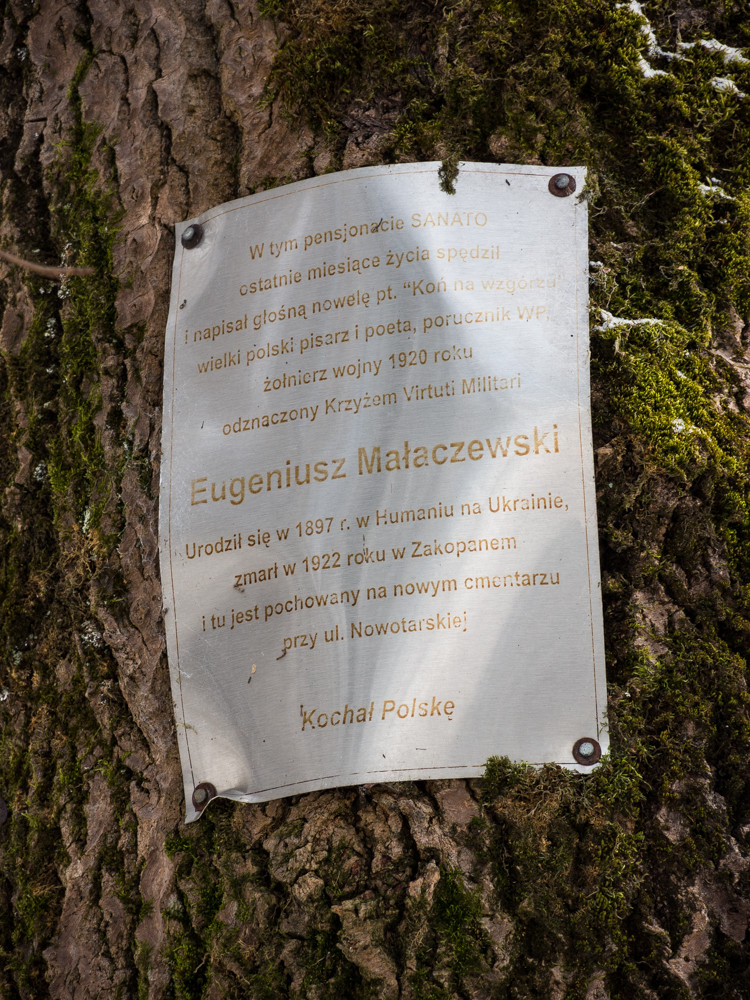 W tym pensjonacie SANATO
ostatnie miesiące życia spędził
i napisał głośną nowelę pt. “Koń na wzgórzu”
wielki polski pisarz i poeta, porucznik WP,
żołnierz wojny 1920 roku
odznaczony Krzyżem Virtuti Militari
Eugeniusz Małaczewski
Urodził się w 1897 r. w Humaniu na Ukrainie,
zmarł w 1922 roku w Zakopanem
i tu jest pochowany na nowym cmentarzu
przy ul. Nowotarskiej
Kochał Polskę